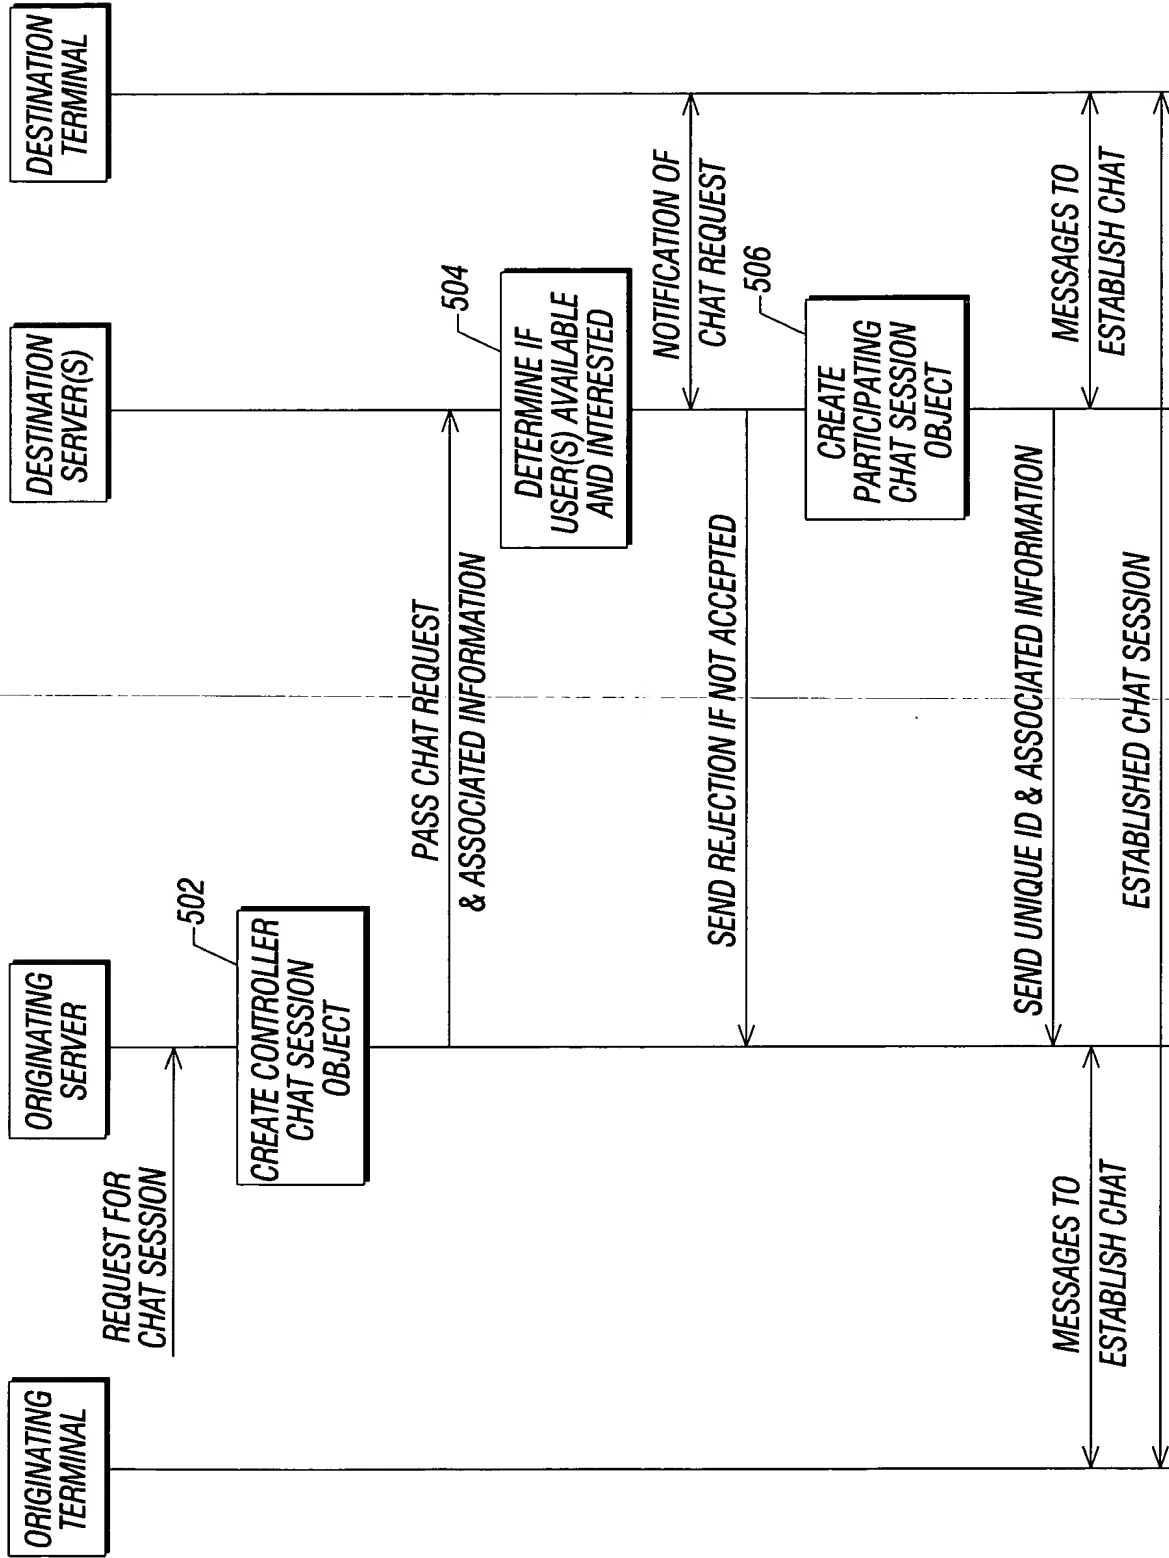 ORIGINATING
TERMINAL
ORIGINATING
SERVER
DESTINATION
SERVER(S)
DESTINATION
TERMINAL
REQUEST FOR
CHAT SESSION
502
CREATE CONTROLLER
CHAT SESSION
OBJECT
PASS CHAT REQUEST
& ASSOCIATED INFORMATION
504
DETERMINE IF
USER(S) AVAILABLE
AND INTERESTED
NOTIFICATION OF
CHAT REQUEST
SEND REJECTION IF NOT ACCEPTED
506
CREATE
PARTICIPATING
CHAT SESSION
OBJECT
SEND UNIQUE ID & ASSOCIATED INFORMATION
MESSAGES TO
ESTABLISH CHAT
MESSAGES TO
ESTABLISH CHAT
ESTABLISHED CHAT SESSION